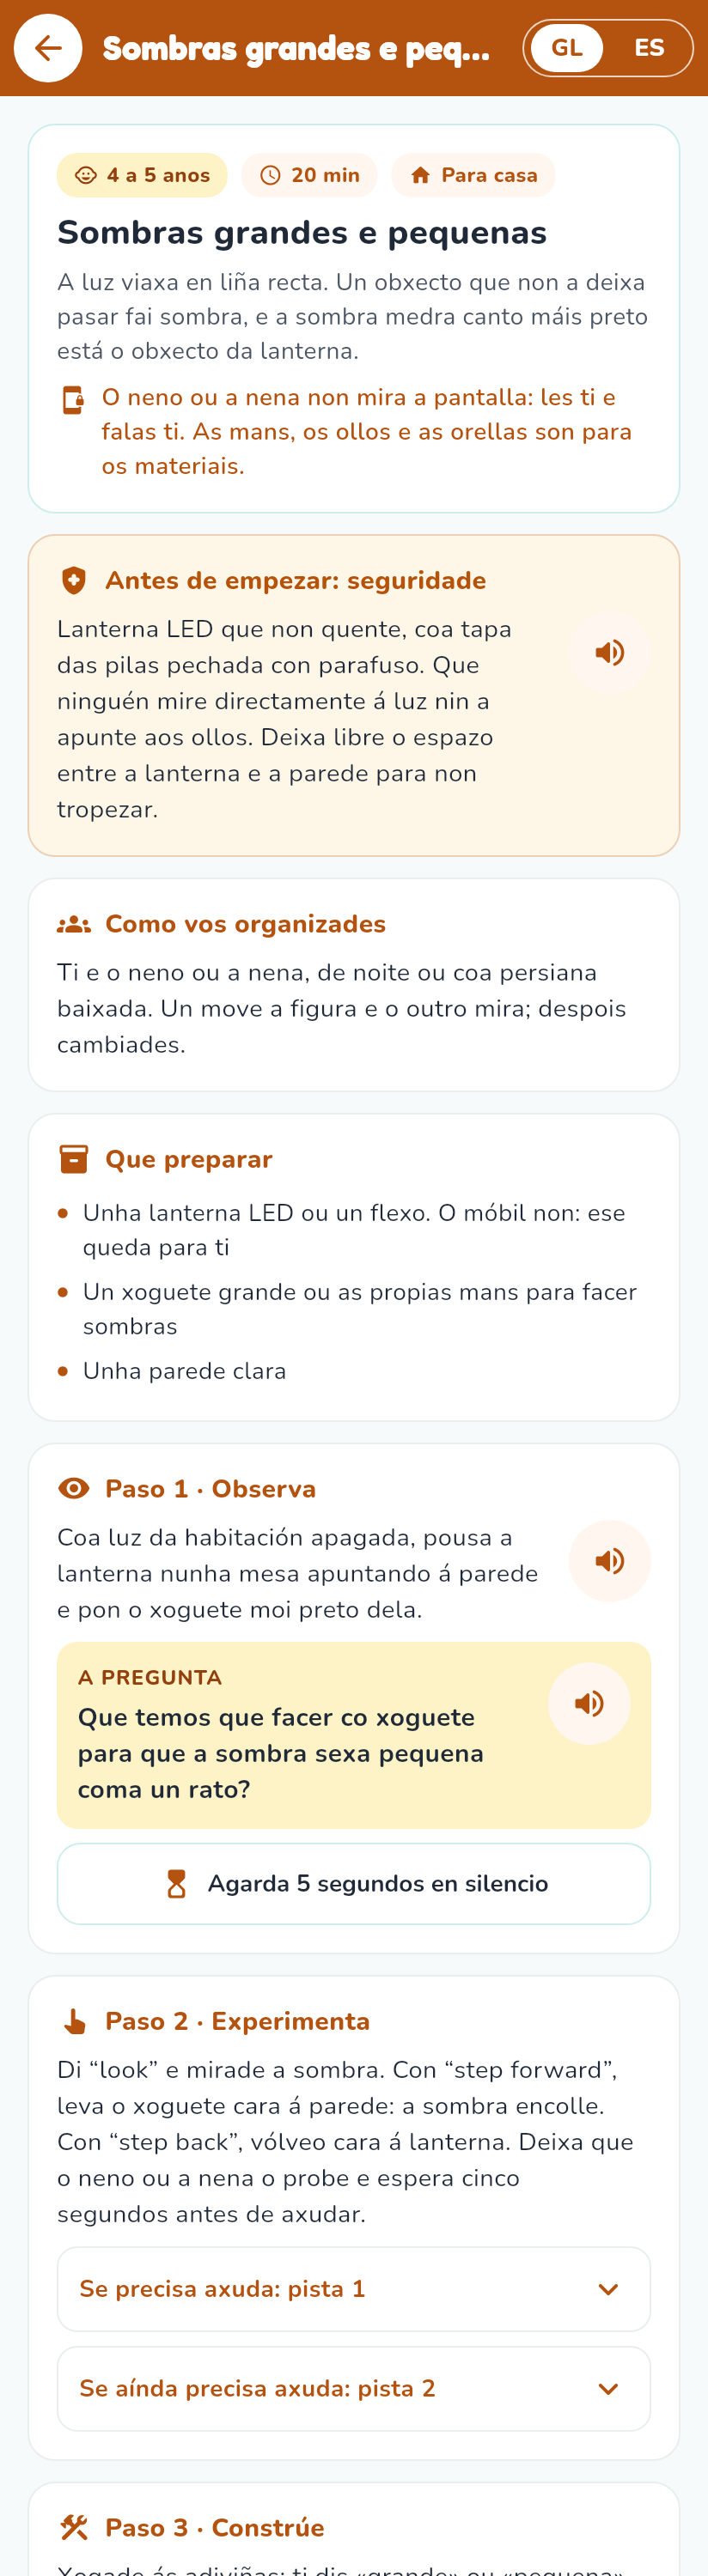 Sombras grandes e peq...
GL
ES
4 a 5 anos
20 min
Para casa
Sombras grandes e pequenas
A luz viaxa en liña recta. Un obxecto que non a deixa
pasar fai sombra, e a sombra medra canto máis preto
está o obxecto da lanterna.
O neno ou a nena non mira a pantalla: les ti e
falas ti. As mans, os ollos e as orellas son para
os materiais.
Antes de empezar: seguridade
Lanterna LED que non quente, coa tapa
das pilas pechada con parafuso. Que
ninguén mire directamente á luz nin a
apunte aos ollos. Deixa libre o espazo
entre a lanterna e a parede para non
tropezar.
Como vos organizades
Ti e o neno ou a nena, de noite ou coa persiana
baixada. Un move a figura e o outro mira; despois
cambiades.
Que preparar
Unha lanterna LED ou un flexo. O móbil non: ese
queda para ti
Un xoguete grande ou as propias mans para facer
sombras
Unha parede clara
Paso 1 · Observa
Coa luz da habitación apagada, pousa a
lanterna nunha mesa apuntando á parede
e pon o xoguete moi preto dela.
A PREGUNTA
Que temos que facer co xoguete
para que a sombra sexa pequena
coma un rato?
Agarda 5 segundos en silencio
Paso 2 · Experimenta
Di “look” e mirade a sombra. Con “step forward”,
leva o xoguete cara á parede: a sombra encolle.
Con “step back”, vólveo cara á lanterna. Deixa que
o neno ou a nena o probe e espera cinco
segundos antes de axudar.
Se precisa axuda: pista 1
Se aínda precisa axuda: pista 2
Paso 3 · Constrúe
Xogade ás adiviñas: ti dis «grande» ou «pequena»